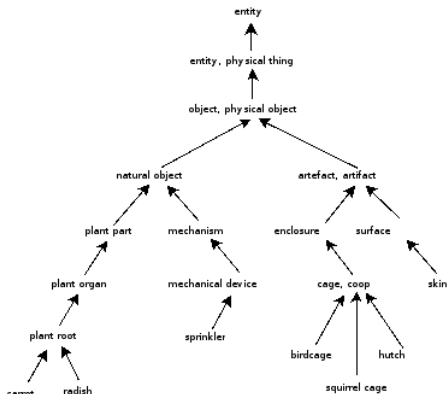 entity
entity, physical thing
object, physical object
natural object
artefact, artifact
plant part
mechanism
enclosure
surface
plant organ
mechanical device
cage, coop
skin
plant root
sprinkler
birdcage
hutch
carrot
radish
squirrel cage